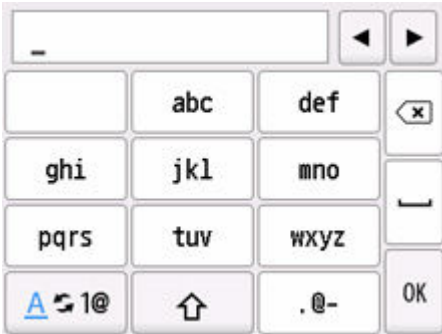 _
abc def
ghi jkl mno
pqrs tuv wxyz
A 1@ .@- OK